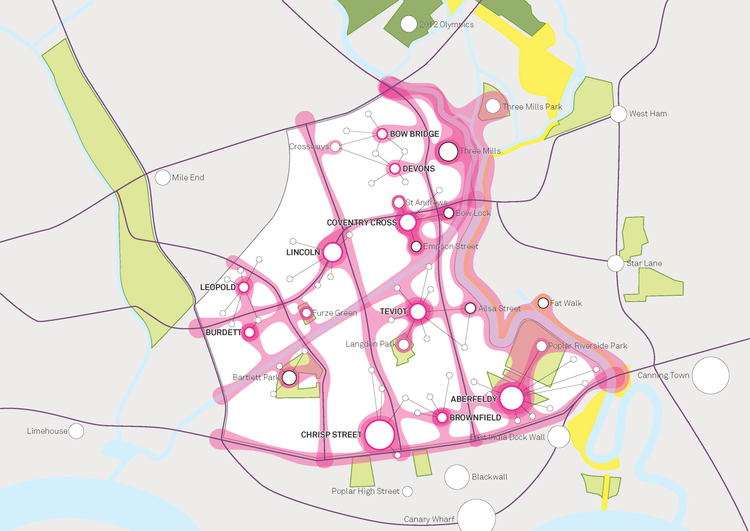 2012 Olympics
Three Mills Park
West Ham
BOW BRIDGE
Crossways
Three Mills
DEVONS
Mile End
St Andrews
Bow Lock
COVENTRY CROSS
Empson Street
LINCOLN
Star Lane
LEOPOLD
Fat Walk
Furze Green
TEVIOT
Ailsa Street
BURDETT
Langdon Park
Poplar Riverside Park
Bartlett Park
Canning Town
ABERFELDY
BROWNFIELD
Limehouse
CHRISP STREET
East India Dock Wall
Blackwall
Poplar High Street
Canary Wharf